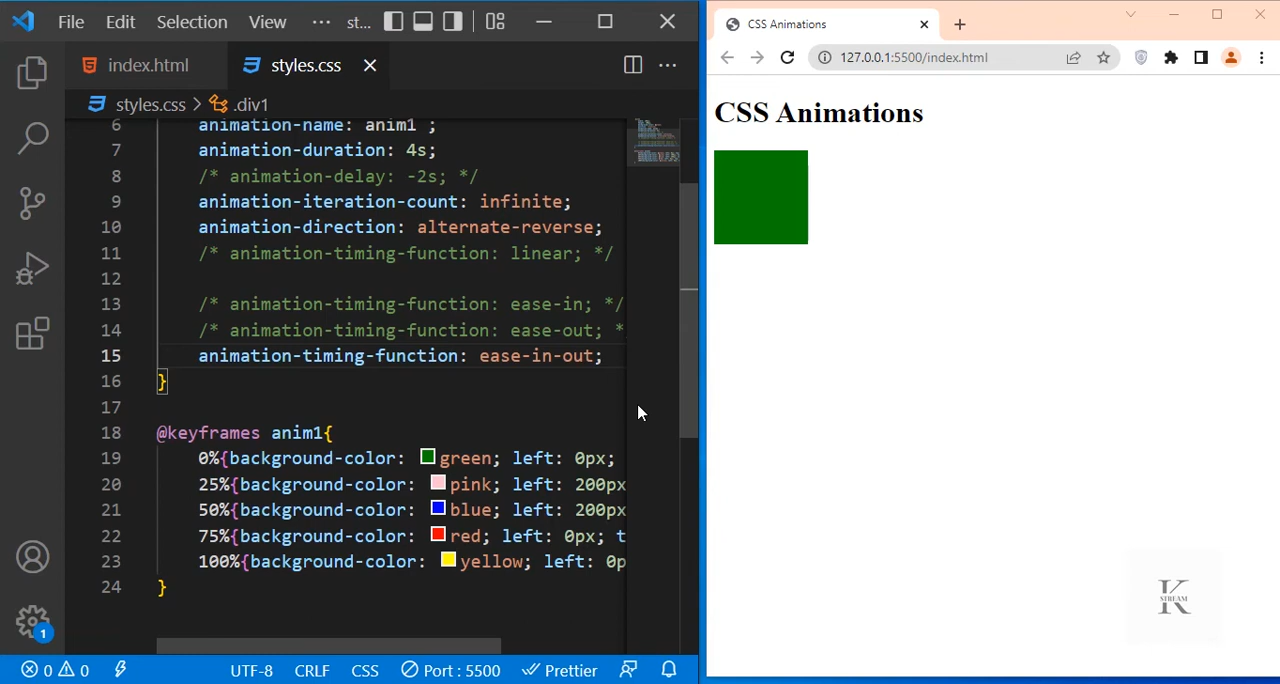 File Edit Selection View ··· st...
index.html styles.css
styles.css > .div1
6 animation-name: anim1 ;
7 animation-duration: 4s;
8 /* animation-delay: -2s; */
9 animation-iteration-count: infinite;
10 animation-direction: alternate-reverse;
11 /* animation-timing-function: linear; */
12
13 /* animation-timing-function: ease-in; */
14 /* animation-timing-function: ease-out; *
15 animation-timing-function: ease-in-out;
16 }
17
18 @keyframes anim1{
19 0%{background-color: green; left: 0px;
20 25%{background-color: pink; left: 200px
21 50%{background-color: blue; left: 200px
22 75%{background-color: red; left: 0px; t
23 100%{background-color: yellow; left: 0p
24 }
1
0 0 UTF-8 CRLF CSS Port : 5500 Prettier
CSS Animations
127.0.0.1:5500/index.html
CSS Animations
K
STREAM